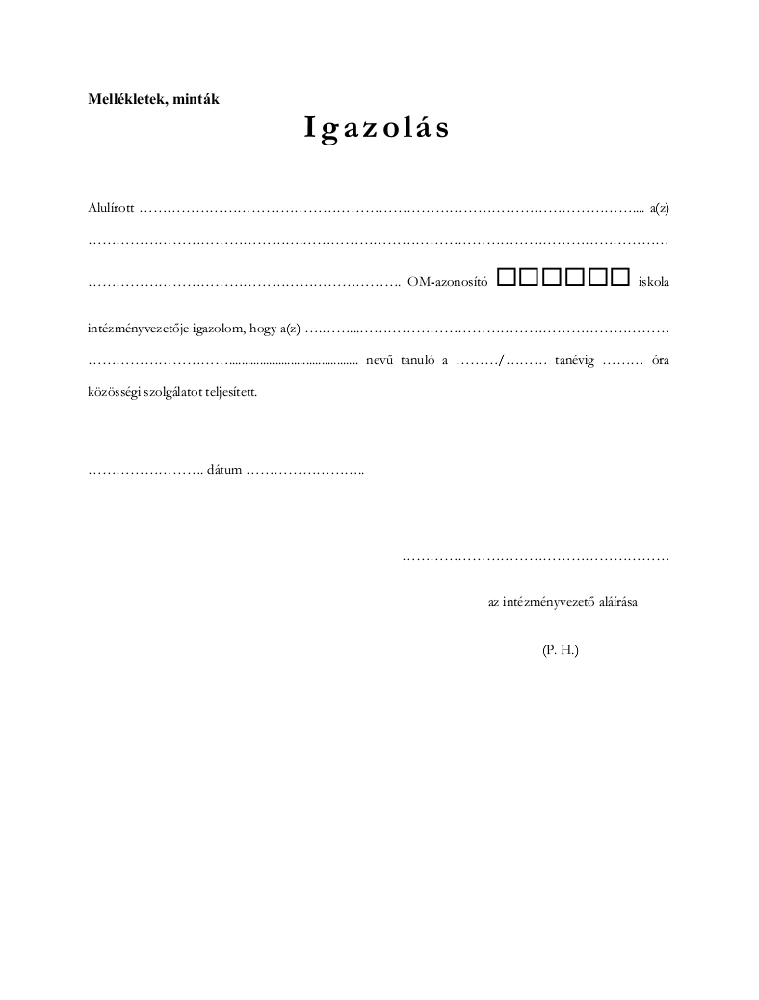 Mellékletek, minták
Igazolás
Alulírott ……………………………………………………………………………………………….... a(z)
………………………………………………………………………………………………………………
…………………………………………………………. OM-azonosító □□□□□□ iskola
intézményvezetője igazolom, hogy a(z) ….……....…………………………………………………………
…………………………......................................... nevű tanuló a ………/……… tanévig ……… óra
közösségi szolgálatot teljesített.
……………………. dátum ……………………..
…………………………………………………
az intézményvezető aláírása
(P. H.)